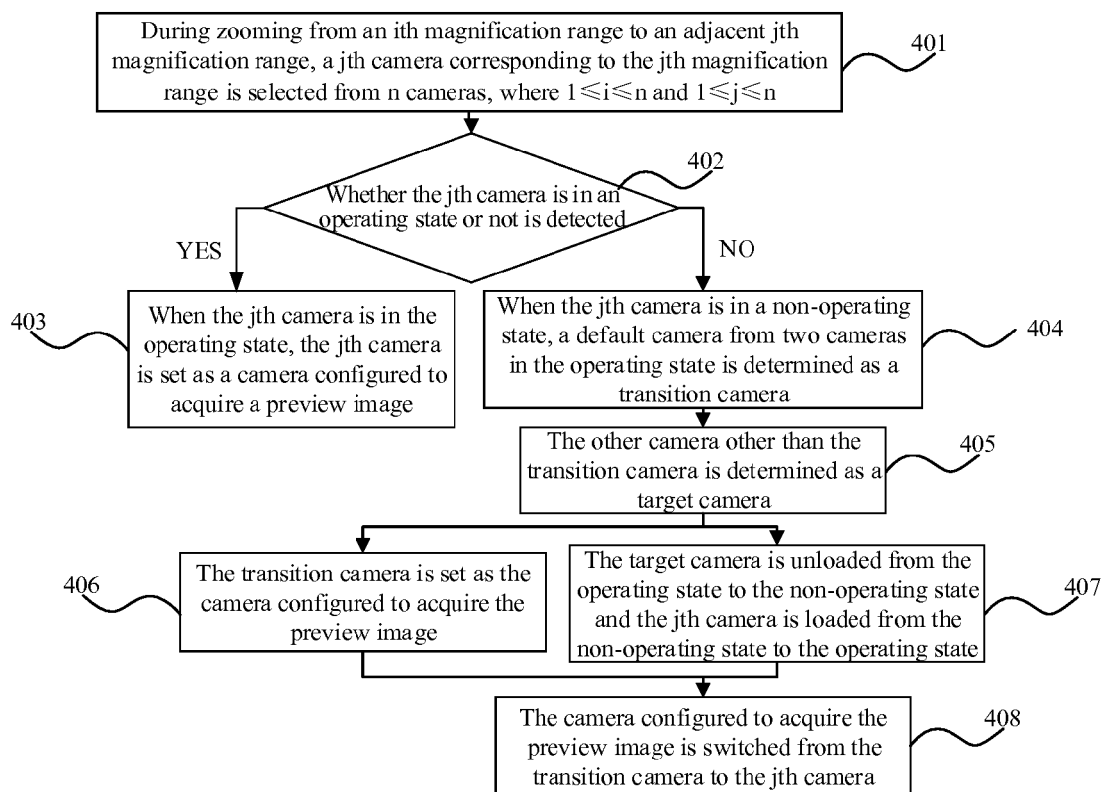 During zooming from an ith magnification range to an adjacent jth
magnification range, a jth camera corresponding to the jth magnification
range is selected from n cameras, where 1≤i≤n and 1≤j≤n
401
402
Whether the jth camera is in an
operating state or not is detected
YES
NO
403
When the jth camera is in the
operating state, the jth camera
is set as a camera configured to
acquire a preview image
When the jth camera is in a non-operating
state, a default camera from two cameras
in the operating state is determined as a
transition camera
404
The other camera other than the
transition camera is determined as a
target camera
405
406
The transition camera is set as the
camera configured to acquire the
preview image
The target camera is unloaded from the
operating state to the non-operating state
and the jth camera is loaded from the
non-operating state to the operating state
407
The camera configured to acquire the
preview image is switched from the
transition camera to the jth camera
408